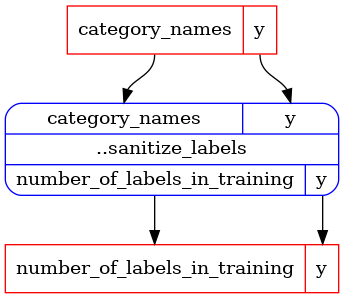 category_names y
category_names y
..sanitize_labels
number_of_labels_in_training y
number_of_labels_in_training y